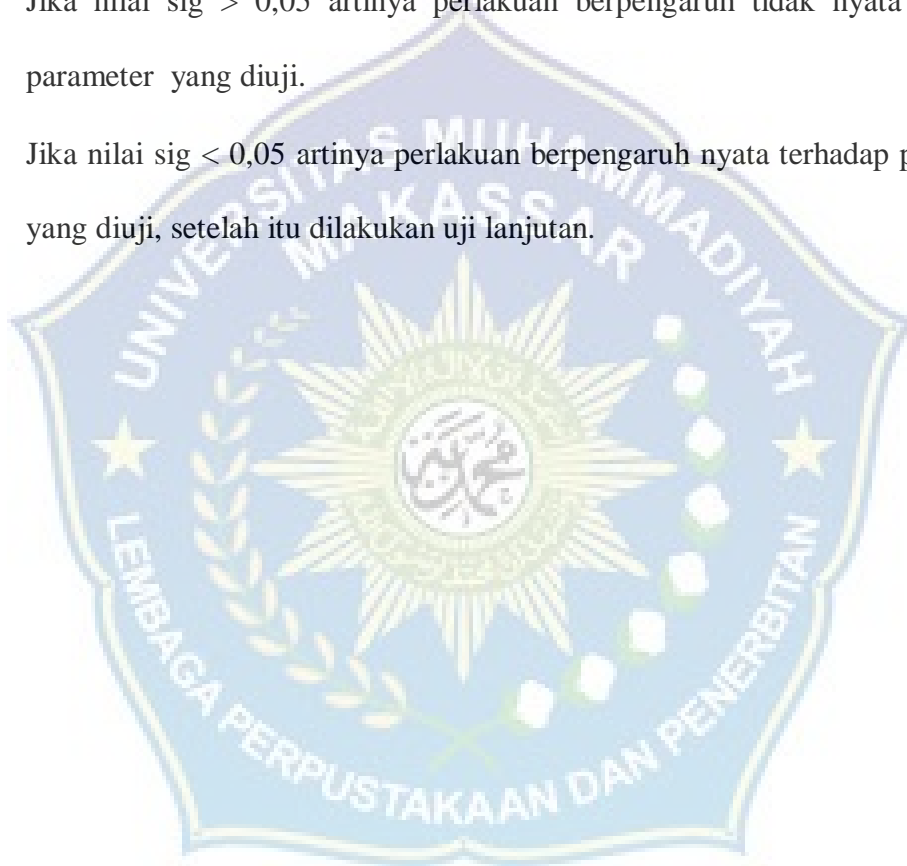 Jika nilai sig > 0,05 artinya perlakuan berpengaruh tidak nyata
parameter yang diuji.
Jika nilai sig < 0,05 artinya perlakuan berpengaruh nyata terhadap p
yang diuji, setelah itu dilakukan uji lanjutan.
UNIVERSITAS MUHAMMADIYAH
MAKASSAR
LEMBAGA PERPUSTAKAAN DAN PENERBITAN